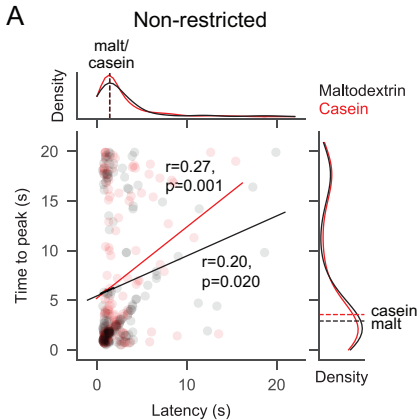 A
Non-restricted
malt/
casein
Density
Maltodextrin
Casein
20
15
10
5
0
Time to peak (s)
r=0.27,
p=0.001
r=0.20,
p=0.020
casein
malt
0
10
20
Density
Latency (s)